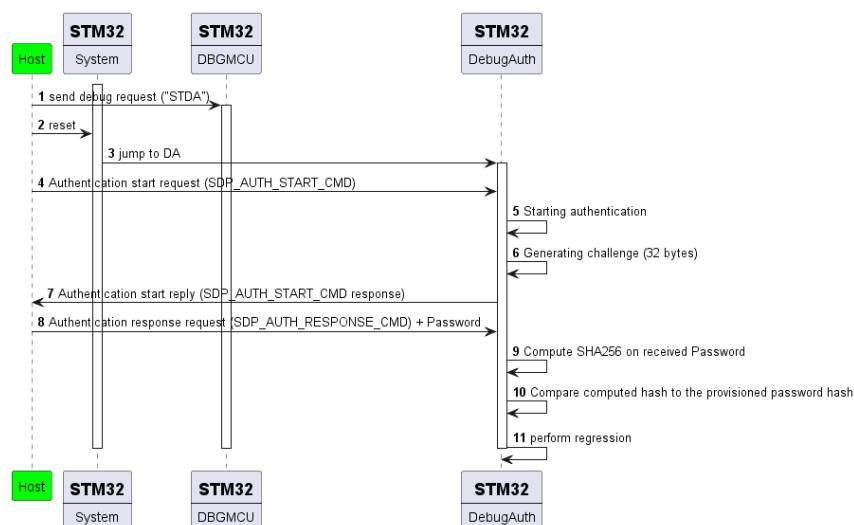 STM32 STM32 STM32
Host System DBGMCU DebugAuth
1 send debug request ("STDA")
2 reset
3 jump to DA
4 Authentication start request (SDP_AUTH_START_CMD)
5 Starting authentication
6 Generating challenge (32 bytes)
7 Authentication start reply (SDP_AUTH_START_CMD response)
8 Authentication response request (SDP_AUTH_RESPONSE_CMD) + Password
9 Compute SHA256 on received Password
10 Compare computed hash to the provisioned password hash
11 perform regression
STM32 STM32 STM32
Host System DBGMCU DebugAuth